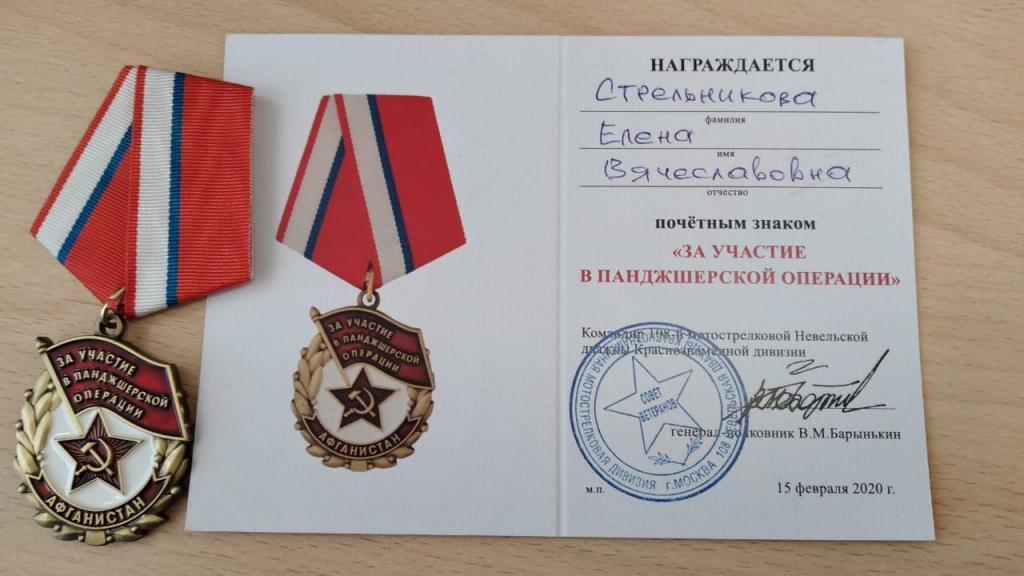 ЗА УЧАСТИЕ
В ПАНДЖШЕРСКОЙ
ОПЕРАЦИИ
АФГАНИСТАН
ЗА УЧАСТИЕ
В ПАНДЖШЕРСКОЙ
ОПЕРАЦИИ
АФГАНИСТАН
НАГРАЖДАЕТСЯ
Стрельникова
фамилия
Елена
имя
Вячеславовна
отчество
почётным знаком
«ЗА УЧАСТИЕ
В ПАНДЖШЕРСКОЙ ОПЕРАЦИИ»
Командир 108-й мотострелковой Невельской
дважды Краснознаменной дивизии
СОВЕТ
ВЕТЕРАНОВ
МОТОСТРЕЛКОВАЯ ДИВИЗИЯ г.МОСКВА 108 НЕВЕЛЬСКАЯ ДВАЖДЫ
генерал-полковник В.М.Барынькин
м.п.
15 февраля 2020 г.